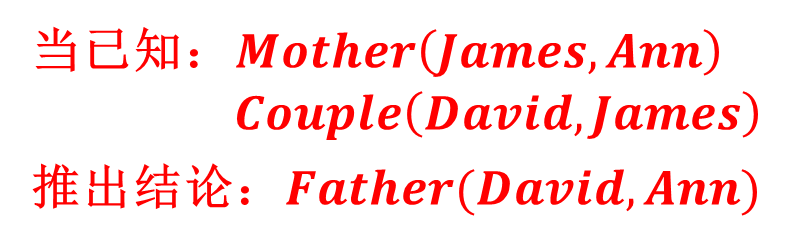 当已知：Mother(James,Ann)
Couple(David,James)
推出结论：Father(David,Ann)